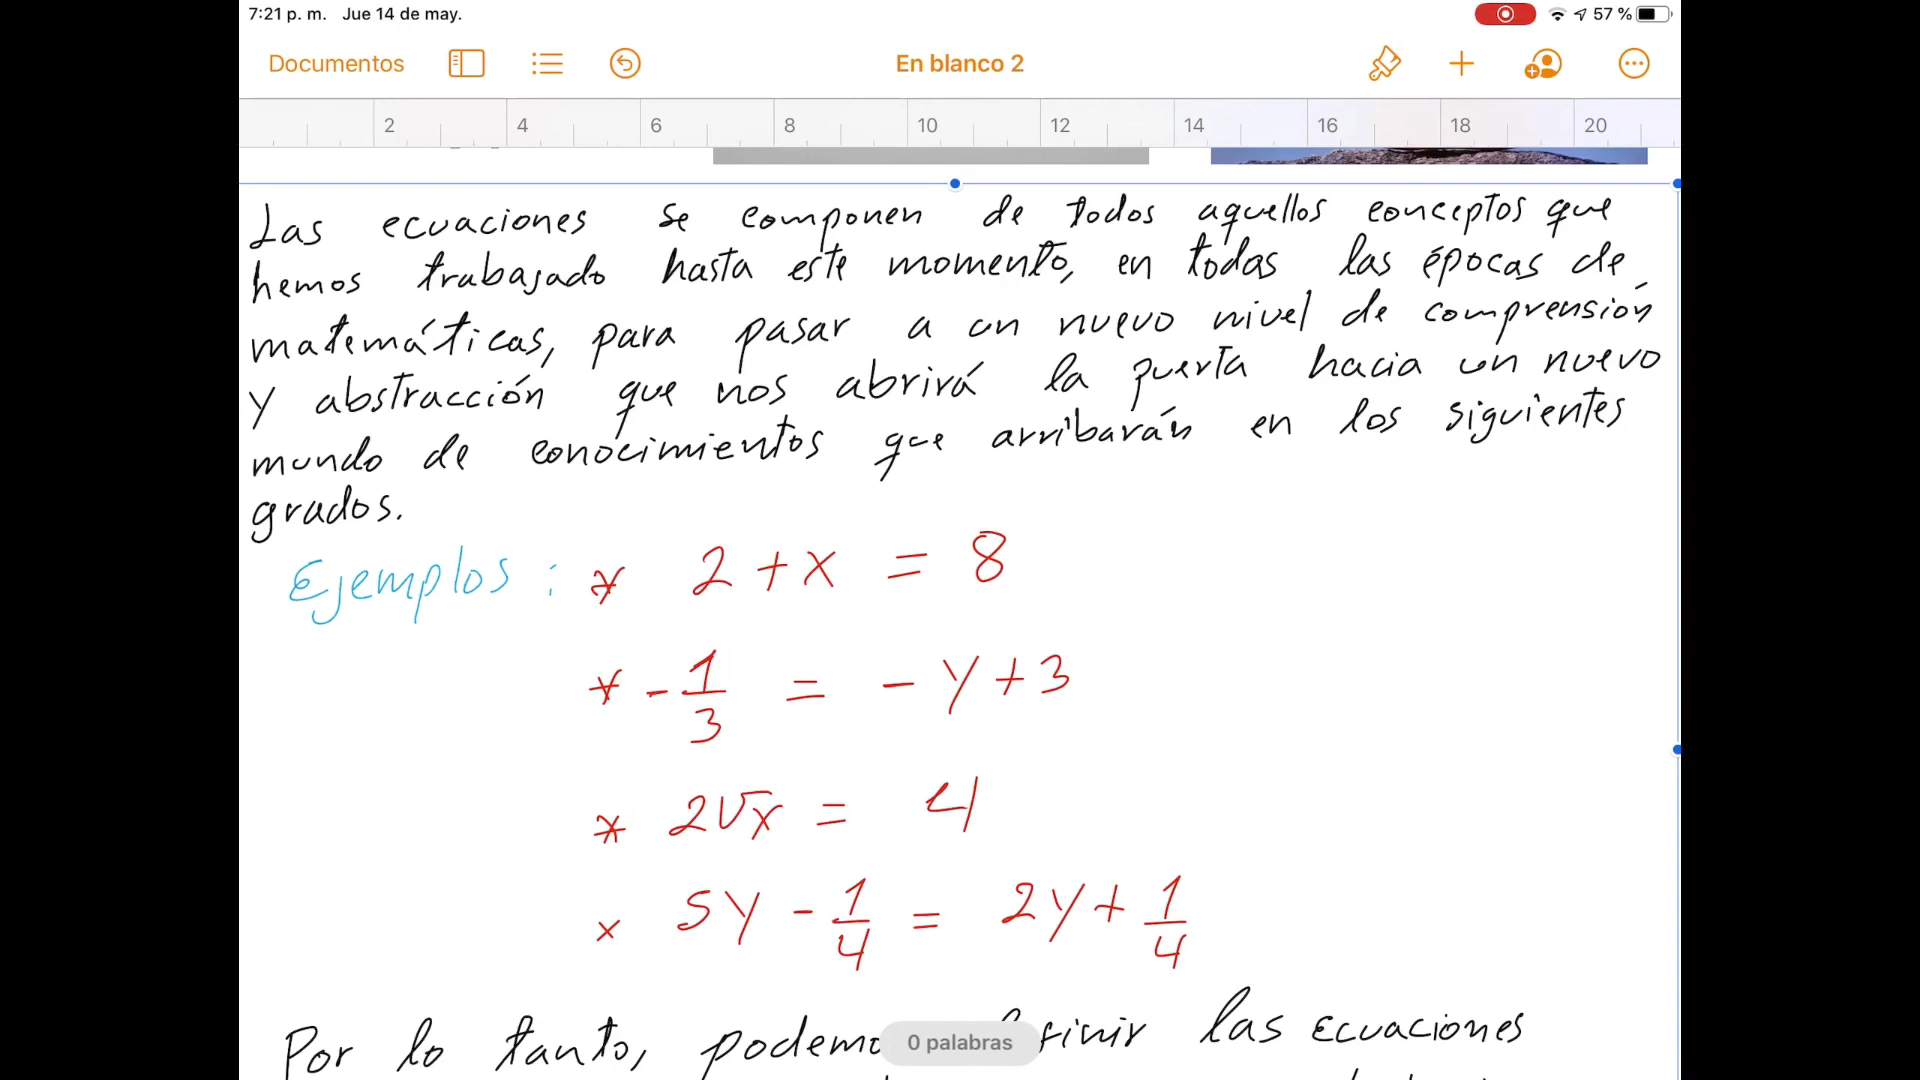 7:21 p. m. Jue 14 de may. 57 %
Documentos En blanco 2
2 4 6 8 10 12 14 16 18 20
Las ecuaciones se componen de todos aquellos conceptos que
hemos trabajado hasta este momento, en todas las épocas de
matemáticas, para pasar a un nuevo nivel de comprensión
y abstracción que nos abrirá la puerta hacia un nuevo
mundo de conocimientos que arribarán en los siguientes
grados.
Ejemplos: * 2 + x = 8
* - 1/3 = - y + 3
* 2√x = 4
* 5y - 1/4 = 2y + 1/4
Por lo tanto, podemo finir las ecuaciones
0 palabras